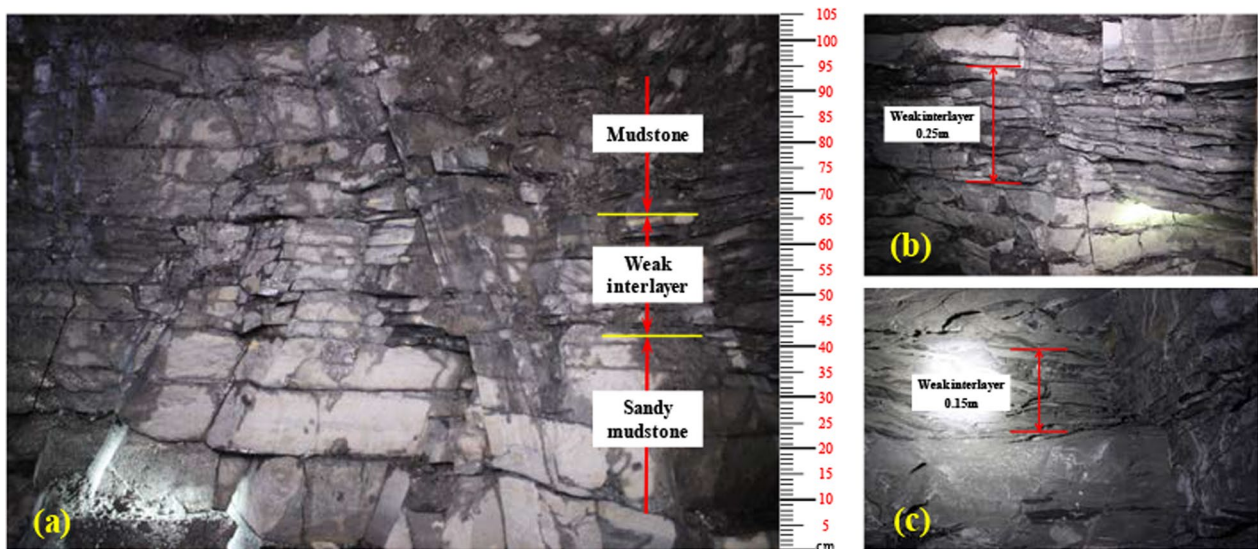 Mudstone
Weak
interlayer
Sandy
mudstone
(a)
105
100
95
90
85
80
75
70
65
60
55
50
45
40
35
30
25
20
15
10
5
cm
Weak interlayer
0.25m
(b)
Weak interlayer
0.15m
(c)